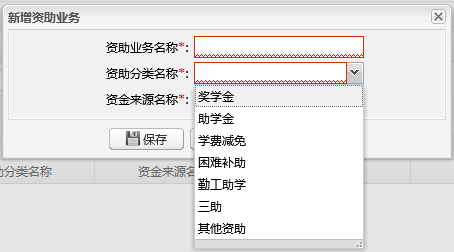 新增资助业务
资助业务名称*:
资助分类名称*:
资金来源名称*:
奖学金
助学金
学费减免
困难补助
勤工助学
三助
其他资助
保存
分类名称
资金来源名